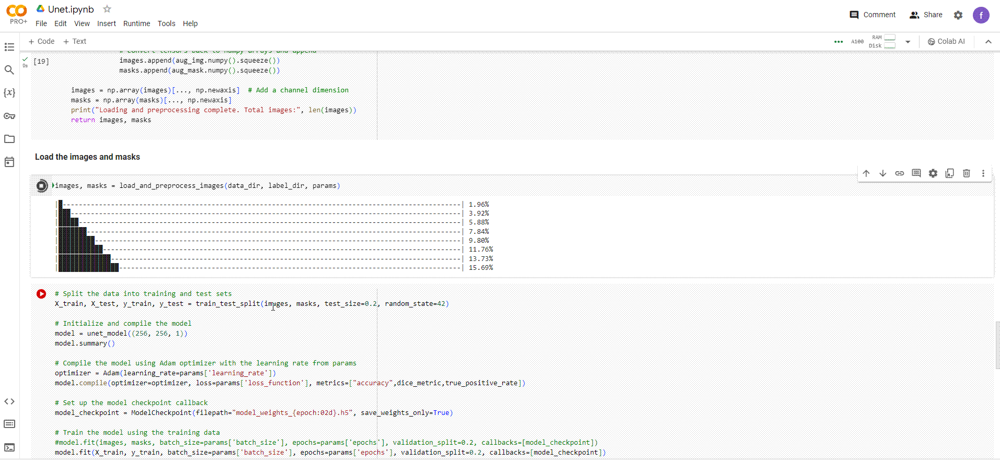 CO
PRO+
Unet.ipynb
File Edit View Insert Runtime Tools Help
Comment Share f
+ Code + Text
A100 RAM Disk Colab AI
# Convert tensors back to numpy arrays and append
0s [19] images.append(aug_img.numpy().squeeze())
masks.append(aug_mask.numpy().squeeze())
images = np.array(images)[..., np.newaxis]  # Add a channel dimension
masks = np.array(masks)[..., np.newaxis]
print("Loading and preprocessing complete. Total images:", len(images))
return images, masks
Load the images and masks
images, masks = load_and_preprocess_images(data_dir, label_dir, params)
1.96%
3.92%
5.88%
7.84%
9.80%
11.76%
13.73%
15.69%
# Split the data into training and test sets
X_train, X_test, y_train, y_test = train_test_split(images, masks, test_size=0.2, random_state=42)
# Initialize and compile the model
model = unet_model((256, 256, 1))
model.summary()
# Compile the model using Adam optimizer with the learning rate from params
optimizer = Adam(learning_rate=params['learning_rate'])
model.compile(optimizer=optimizer, loss=params['loss_function'], metrics=["accuracy",dice_metric,true_positive_rate])
# Set up the model checkpoint callback
model_checkpoint = ModelCheckpoint(filepath="model_weights_{epoch:02d}.h5", save_weights_only=True)
# Train the model using the training data
#model.fit(images, masks, batch_size=params['batch_size'], epochs=params['epochs'], validation_split=0.2, callbacks=[model_checkpoint])
model.fit(X_train, y_train, batch_size=params['batch_size'], epochs=params['epochs'], validation_split=0.2, callbacks=[model_checkpoint])